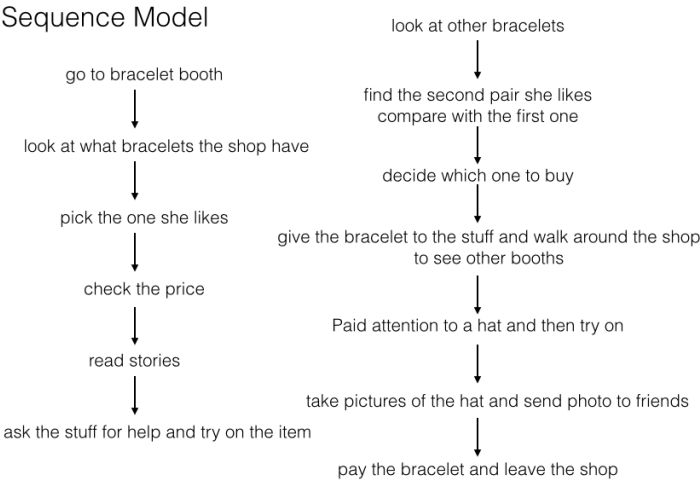 Sequence Model
go to bracelet booth
look at what bracelets the shop have
pick the one she likes
check the price
read stories
ask the stuff for help and try on the item
look at other bracelets
find the second pair she likes
compare with the first one
decide which one to buy
give the bracelet to the stuff and walk around the shop
to see other booths
Paid attention to a hat and then try on
take pictures of the hat and send photo to friends
pay the bracelet and leave the shop